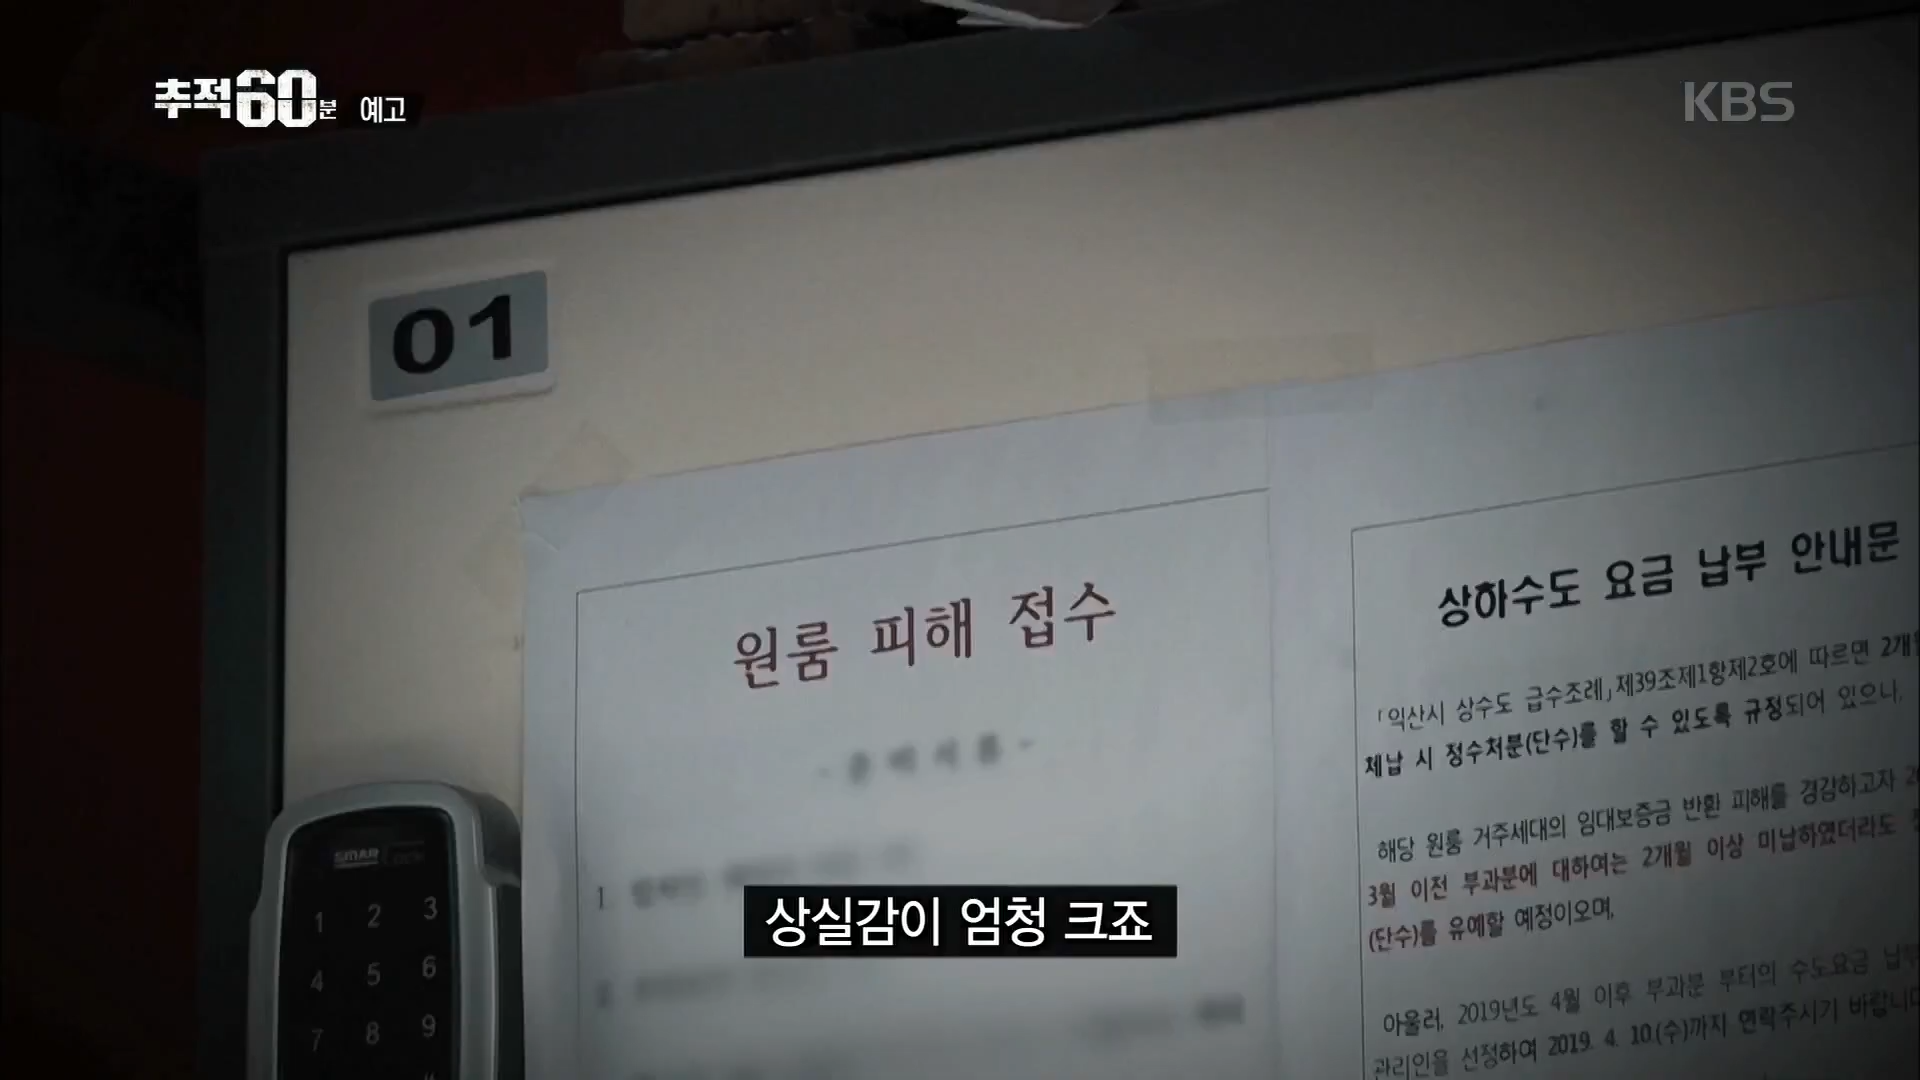 추적60분 예고
KBS
01
원룸 피해 접수
1.
상하수도 요금 납부 안내문
「익산시 상수도 급수조례」제39조제1항제2호에 따르면 2개월
체납 시 정수처분(단수)를 할 수 있도록 규정되어 있으나,
해당 원룸 거주세대의 임대보증금 반환 피해를 경감하고자
3월 이전 부과분에 대하여는 2개월 이상 미납하였더라도
(단수)를 유예할 예정이오며,
아울러, 2019년도 4월 이후 부과분 부터의 수도요금 납부
관리인을 선정하여 2019. 4. 10.(수)까지 연락주시기 바랍니다
SMART Lock
1 2 3
4 5 6
7 8 9
상실감이 엄청 크죠